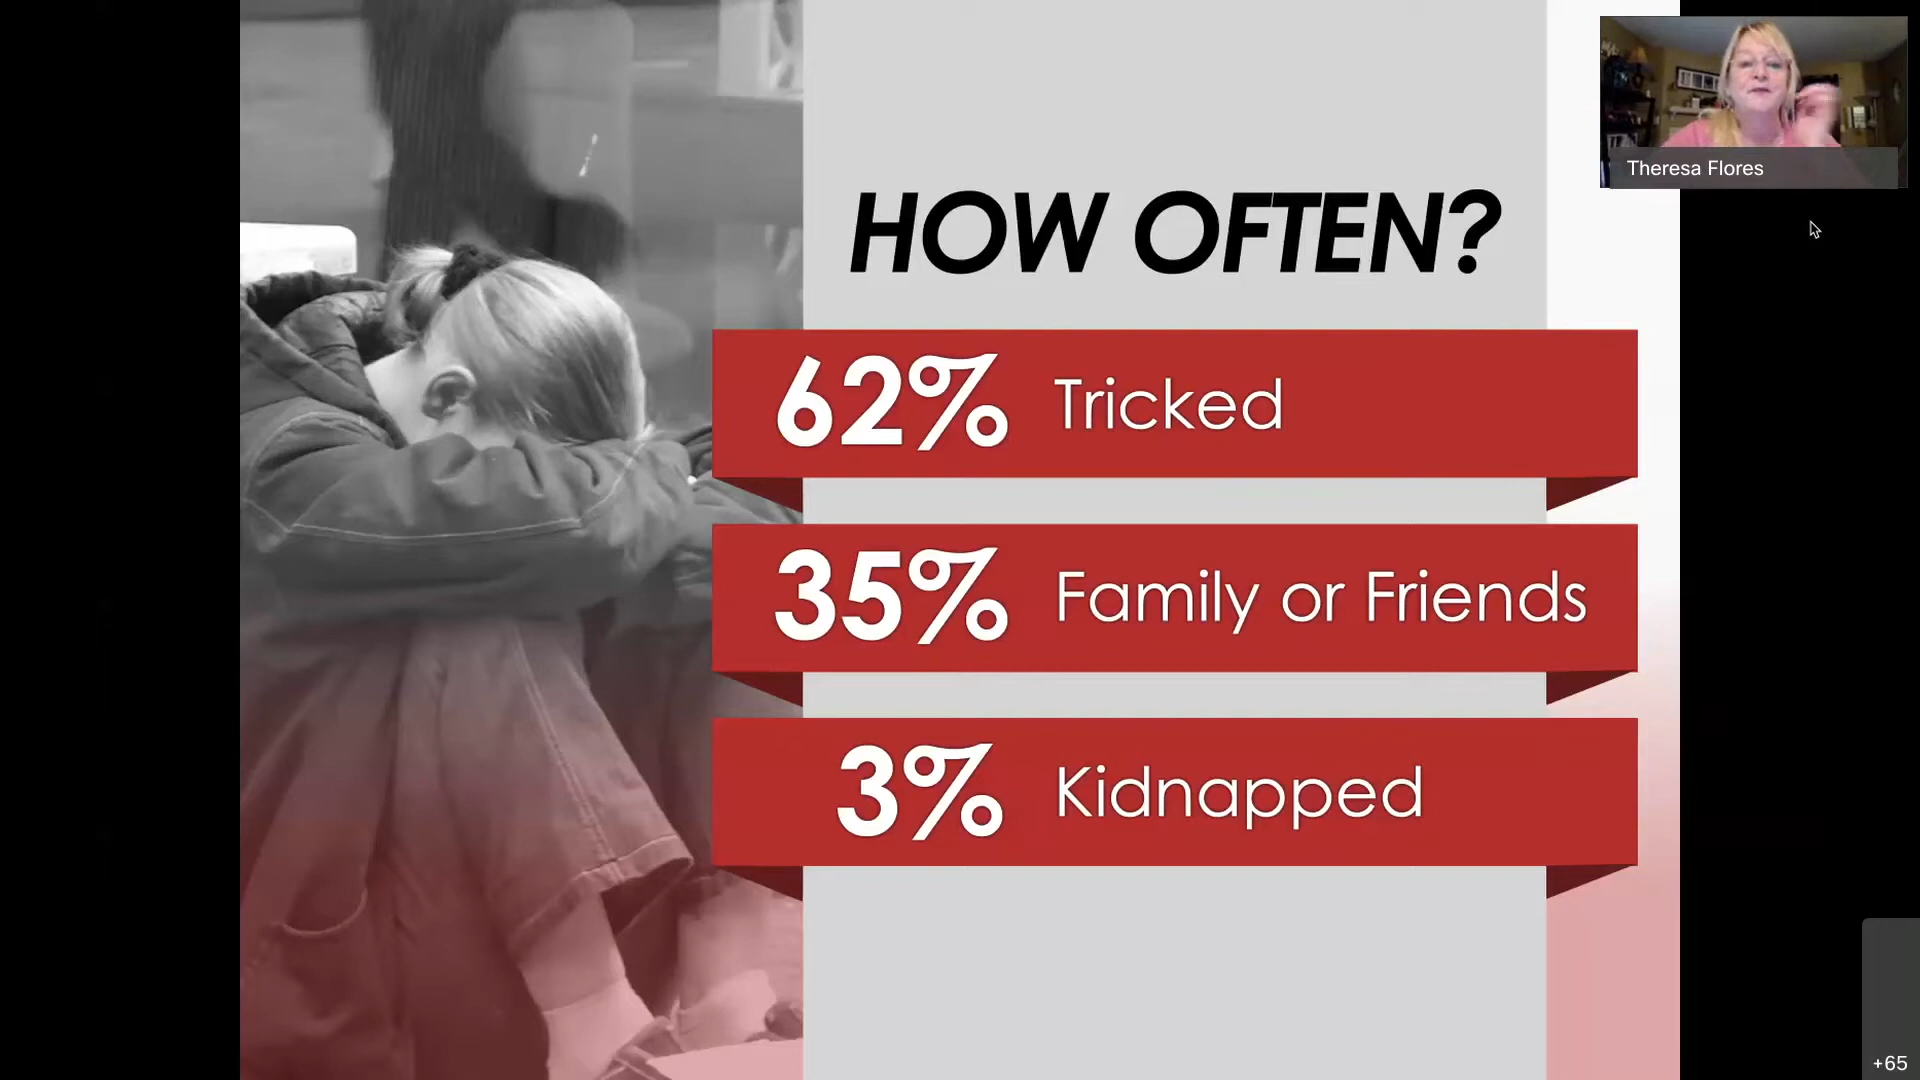 Theresa Flores
HOW OFTEN?
62% Tricked
35% Family or Friends
3% Kidnapped
+65